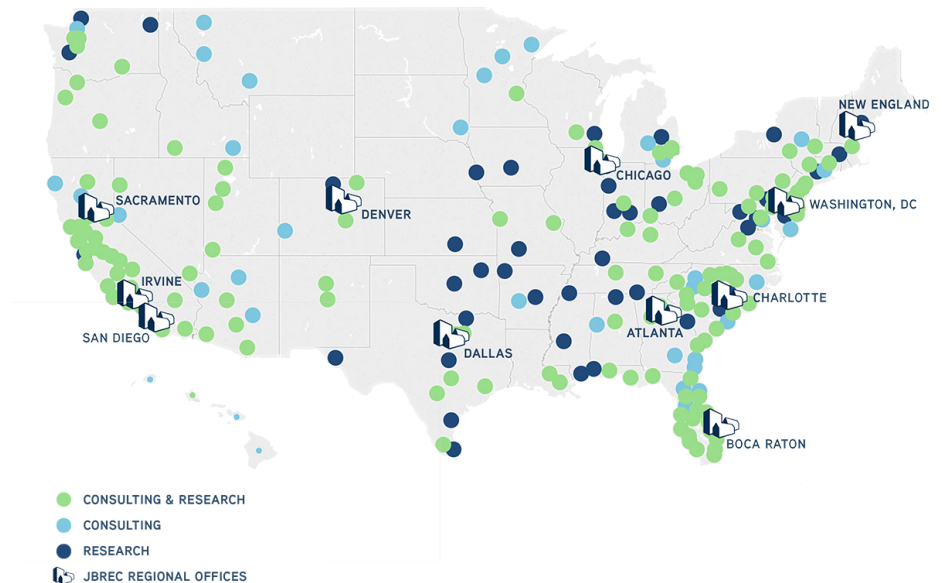 NEW ENGLAND
CHICAGO
SACRAMENTO
WASHINGTON, DC
DENVER
IRVINE
CHARLOTTE
SAN DIEGO
ATLANTA
DALLAS
BOCA RATON
CONSULTING & RESEARCH
CONSULTING
RESEARCH
JBREC REGIONAL OFFICES